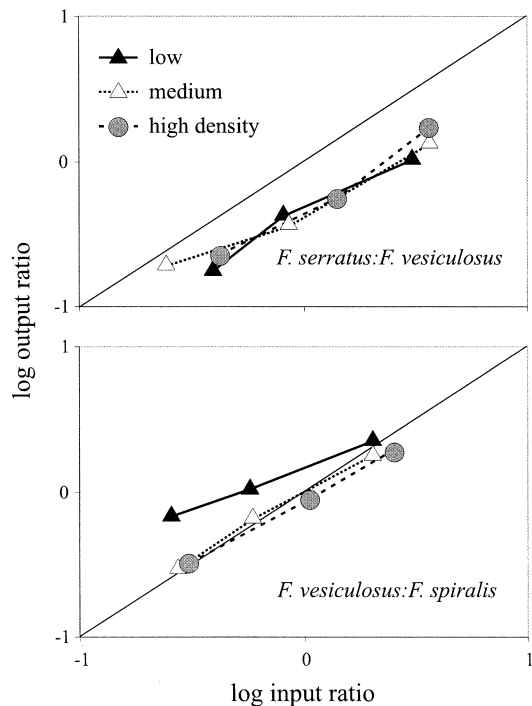 1
low
medium
high density
0
F. serratus:F. vesiculosus
-1
log output ratio
1
0
F. vesiculosus:F. spiralis
-1
-1
0
1
log input ratio